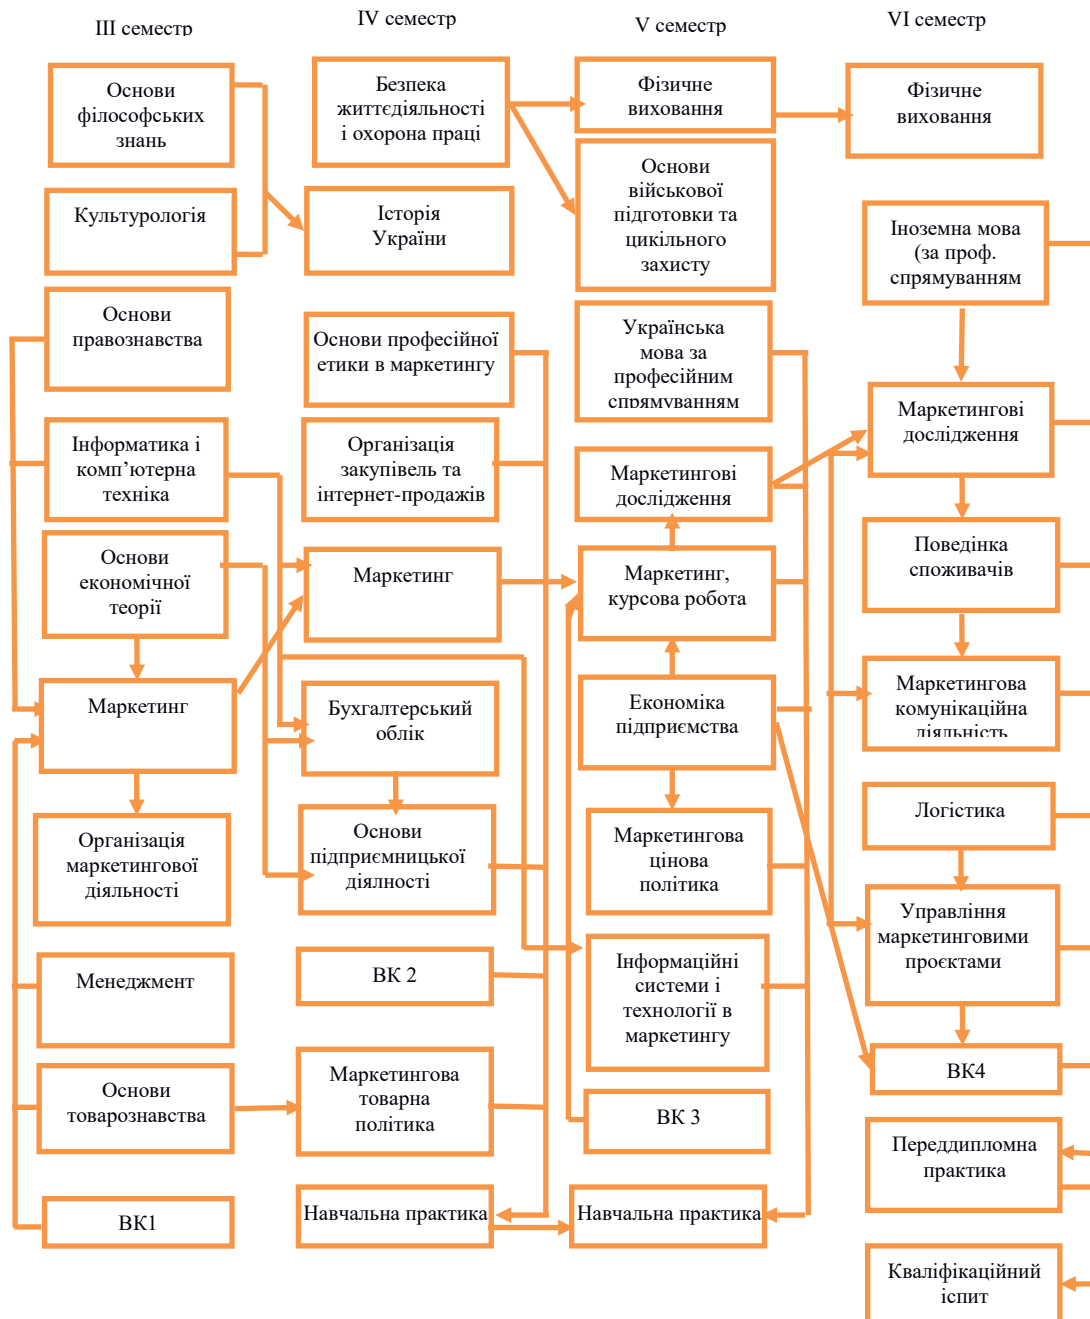 III семестр
IV семестр
V семестр
VI семестр
Основи
філософських
знань
Культурологія
Основи
правознавства
Інформатика і
комп’ютерна
техніка
Основи
економічної
теорії
Маркетинг
Організація
маркетингової
діяльності
Менеджмент
Основи
товарознавства
ВК1
Безпека
життєдіяльності
і охорона праці
Історія
України
Основи професійної
етики в маркетингу
Організація
закупівель та
інтернет-продажів
Маркетинг
Бухгалтерський
облік
Основи
підприємницької
діялності
ВК 2
Маркетингова
товарна
політика
Навчальна практика
Фізичне
виховання
Основи
військової
підготовки та
цикільного
захисту
Українська
мова за
професійним
спрямуванням
Маркетингові
дослідження
Маркетинг,
курсова робота
Економіка
підприємства
Маркетингова
цінова
політика
Інформаційні
системи і
технології в
маркетингу
ВК 3
Навчальна практика
Фізичне
виховання
Іноземна мова
(за проф.
спрямуванням
Маркетингові
дослідження
Поведінка
споживачів
Маркетингова
комунікаційна
діяльність
Логістика
Управління
маркетинговими
проєктами
ВК4
Переддипломна
практика
Кваліфікаційний
іспит